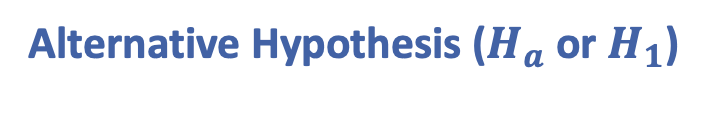 Alternative Hypothesis (Hₐ or H₁)